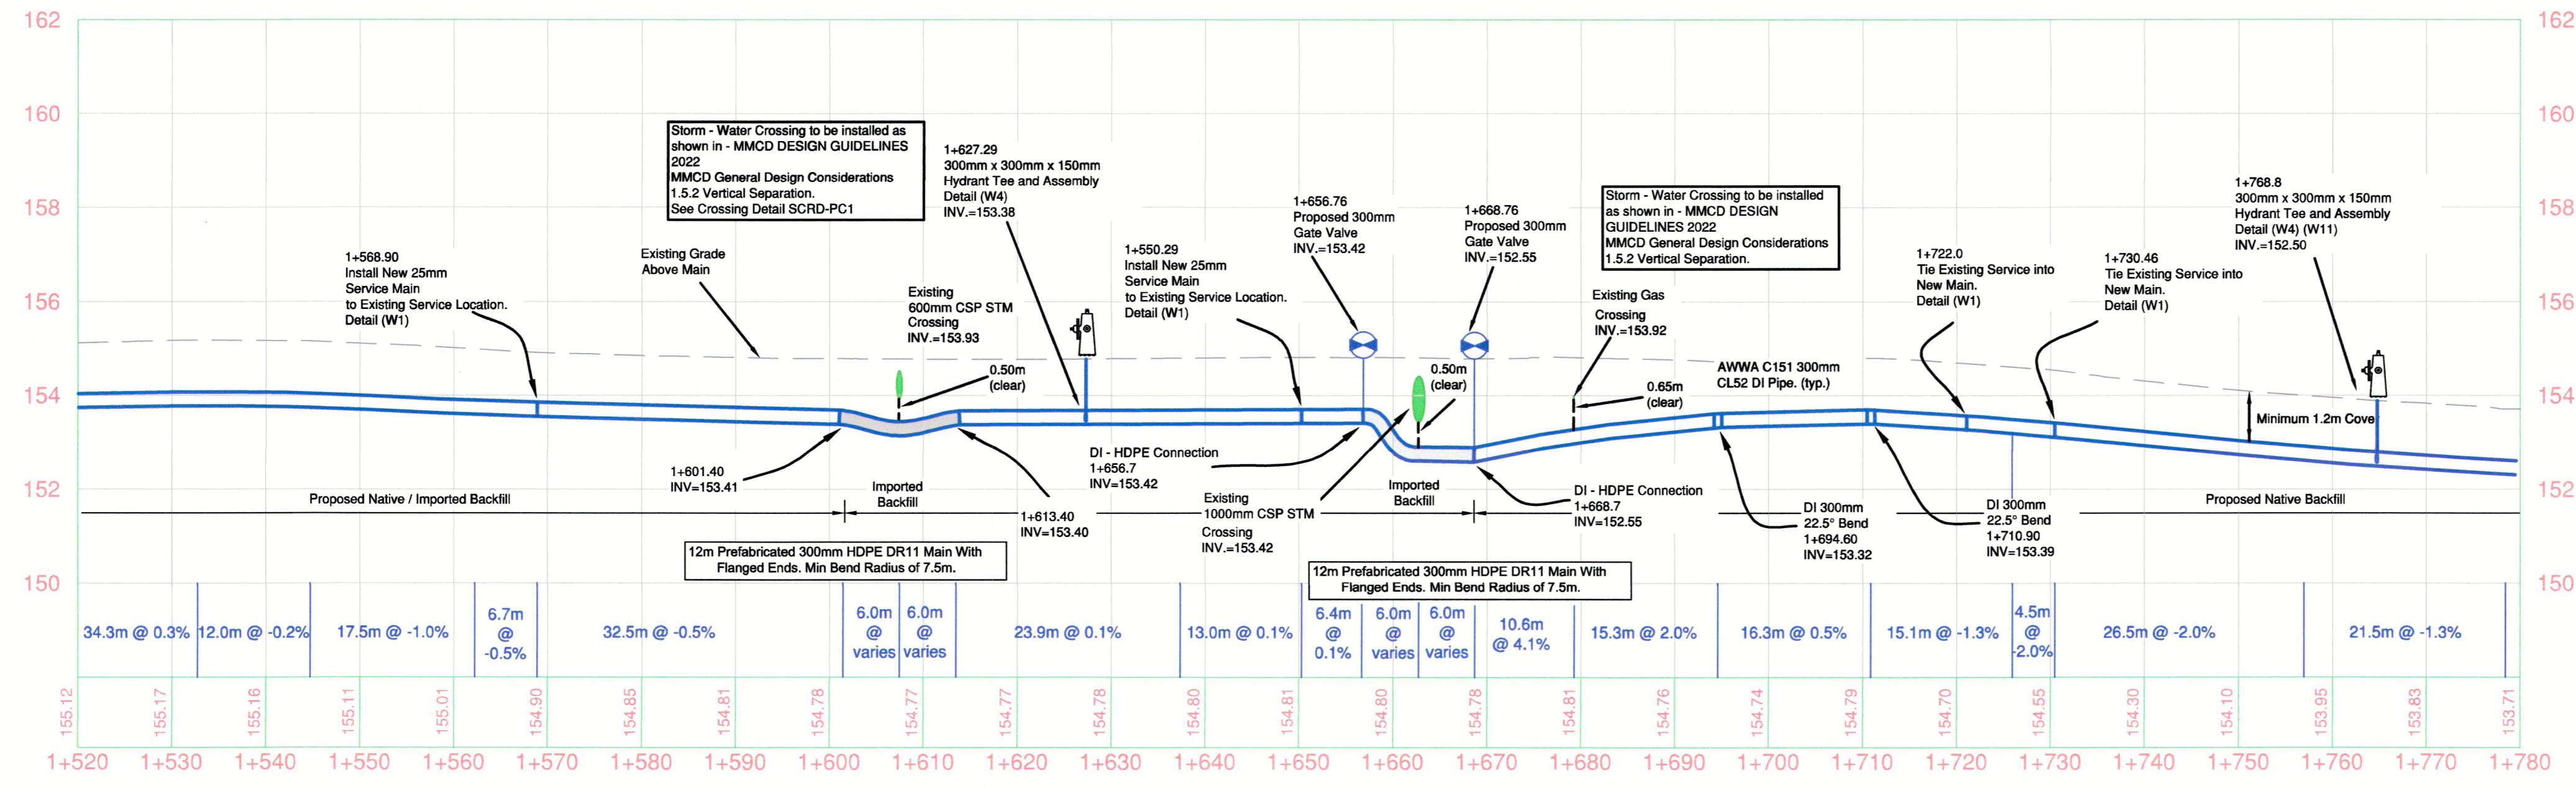 162
160
158
156
154
152
150
162
160
158
156
154
152
150
1+568.90
Install New 25mm
Service Main
to Existing Service Location.
Detail (W1)
Existing Grade
Above Main
Storm - Water Crossing to be installed as
shown in - MMCD DESIGN GUIDELINES
2022
MMCD General Design Considerations
1.5.2 Vertical Separation.
See Crossing Detail SCRD-PC1
Existing
600mm CSP STM
Crossing
INV.=153.93
0.50m
(clear)
1+627.29
300mm x 300mm x 150mm
Hydrant Tee and Assembly
Detail (W4)
INV.=153.38
1+550.29
Install New 25mm
Service Main
to Existing Service Location.
Detail (W1)
1+656.76
Proposed 300mm
Gate Valve
INV.=153.42
1+668.76
Proposed 300mm
Gate Valve
INV.=152.55
0.50m
(clear)
Storm - Water Crossing to be installed
as shown in - MMCD DESIGN
GUIDELINES 2022
MMCD General Design Considerations
1.5.2 Vertical Separation.
Existing Gas
Crossing
INV.=153.92
0.65m
(clear)
AWWA C151 300mm
CL52 DI Pipe. (typ.)
1+722.0
Tie Existing Service into
New Main.
Detail (W1)
1+730.46
Tie Existing Service into
New Main.
Detail (W1)
1+768.8
300mm x 300mm x 150mm
Hydrant Tee and Assembly
Detail (W4) (W11)
INV.=152.50
Minimum 1.2m Cove
1+601.40
INV=153.41
Proposed Native / Imported Backfill
Imported
Backfill
1+613.40
INV=153.40
DI - HDPE Connection
1+656.7
INV=153.42
Existing
1000mm CSP STM
Crossing
INV.=153.42
Imported
Backfill
DI - HDPE Connection
1+668.7
INV=152.55
DI 300mm
22.5° Bend
1+694.60
INV=153.32
DI 300mm
22.5° Bend
1+710.90
INV=153.39
Proposed Native Backfill
12m Prefabricated 300mm HDPE DR11 Main With
Flanged Ends. Min Bend Radius of 7.5m.
12m Prefabricated 300mm HDPE DR11 Main With
Flanged Ends. Min Bend Radius of 7.5m.
34.3m @ 0.3%
12.0m @ -0.2%
17.5m @ -1.0%
6.7m
@
-0.5%
32.5m @ -0.5%
6.0m
@
varies
6.0m
@
varies
23.9m @ 0.1%
13.0m @ 0.1%
6.4m
@
0.1%
6.0m
@
varies
6.0m
@
varies
10.6m
@ 4.1%
15.3m @ 2.0%
16.3m @ 0.5%
15.1m @ -1.3%
4.5m
@
-2.0%
26.5m @ -2.0%
21.5m @ -1.3%
155.12
155.17
155.16
155.11
155.01
154.90
154.85
154.81
154.78
154.77
154.77
154.78
154.80
154.81
154.80
154.78
154.81
154.76
154.74
154.79
154.70
154.55
154.30
154.10
153.95
153.83
153.71
1+520
1+530
1+540
1+550
1+560
1+570
1+580
1+590
1+600
1+610
1+620
1+630
1+640
1+650
1+660
1+670
1+680
1+690
1+700
1+710
1+720
1+730
1+740
1+750
1+760
1+770
1+780